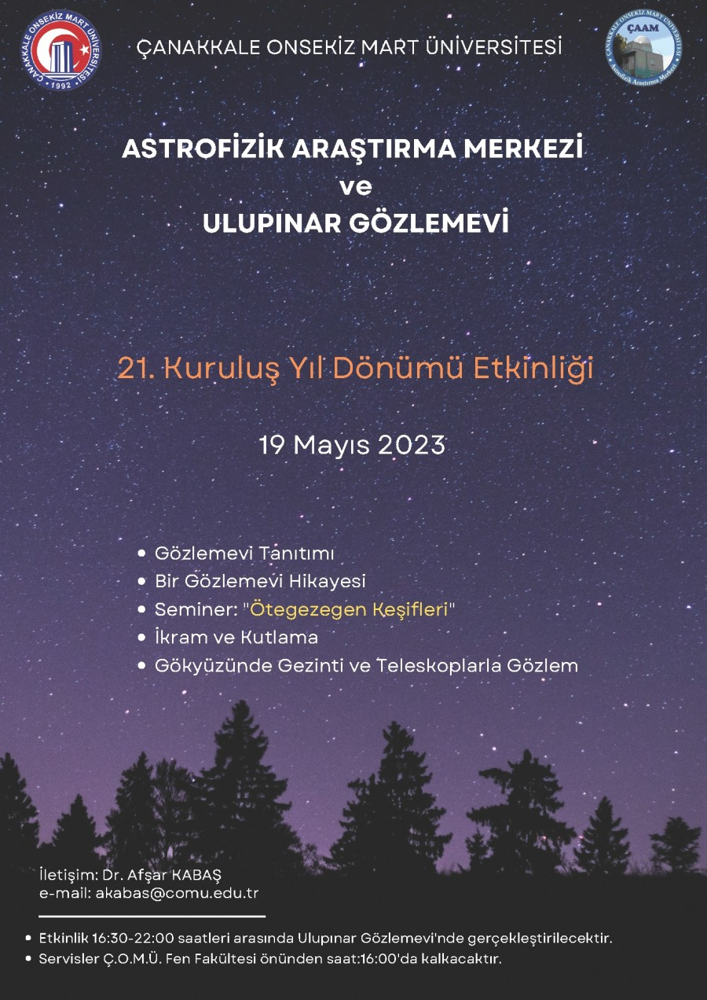 ÇANAKKALE ONSEKİZ MART ÜNİVERSİTESİ
• 1992 •
ÇANAKKALE ONSEKİZ MART ÜNİVERSİTESİ
ÇANAKKALE ONSEKİZ MART ÜNİVERSİTESİ
ÇAAM
Astrofizik Araştırma Merkezi
ASTROFİZİK ARAŞTIRMA MERKEZİ
ve
ULUPINAR GÖZLEMEVİ
21. Kuruluş Yıl Dönümü Etkinliği
19 Mayıs 2023
• Gözlemevi Tanıtımı
• Bir Gözlemevi Hikayesi
• Seminer: "Ötegezegen Keşifleri"
• İkram ve Kutlama
• Gökyüzünde Gezinti ve Teleskoplarla Gözlem
İletişim: Dr. Afşar KABAŞ
e-mail: akabas@comu.edu.tr
• Etkinlik 16:30-22:00 saatleri arasında Ulupınar Gözlemevi'nde gerçekleştirilecektir.
• Servisler Ç.O.M.Ü. Fen Fakültesi önünden saat:16:00'da kalkacaktır.